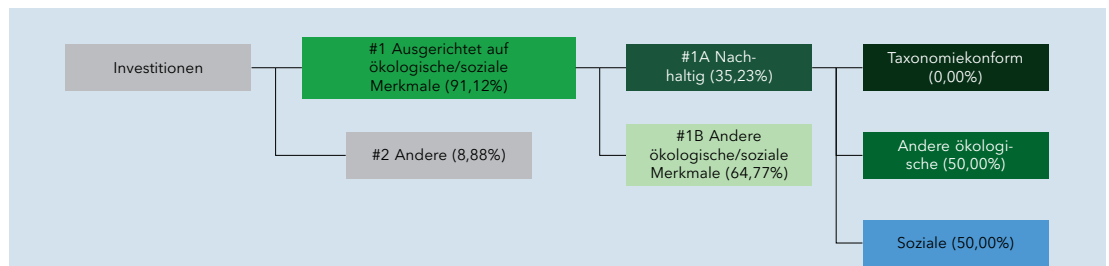 Investitionen
#1 Ausgerichtet auf
ökologische/soziale
Merkmale (91,12%)
#2 Andere (8,88%)
#1A Nach-
haltig (35,23%)
#1B Andere
ökologische/soziale
Merkmale (64,77%)
Taxonomiekonform
(0,00%)
Andere ökologi-
sche (50,00%)
Soziale (50,00%)